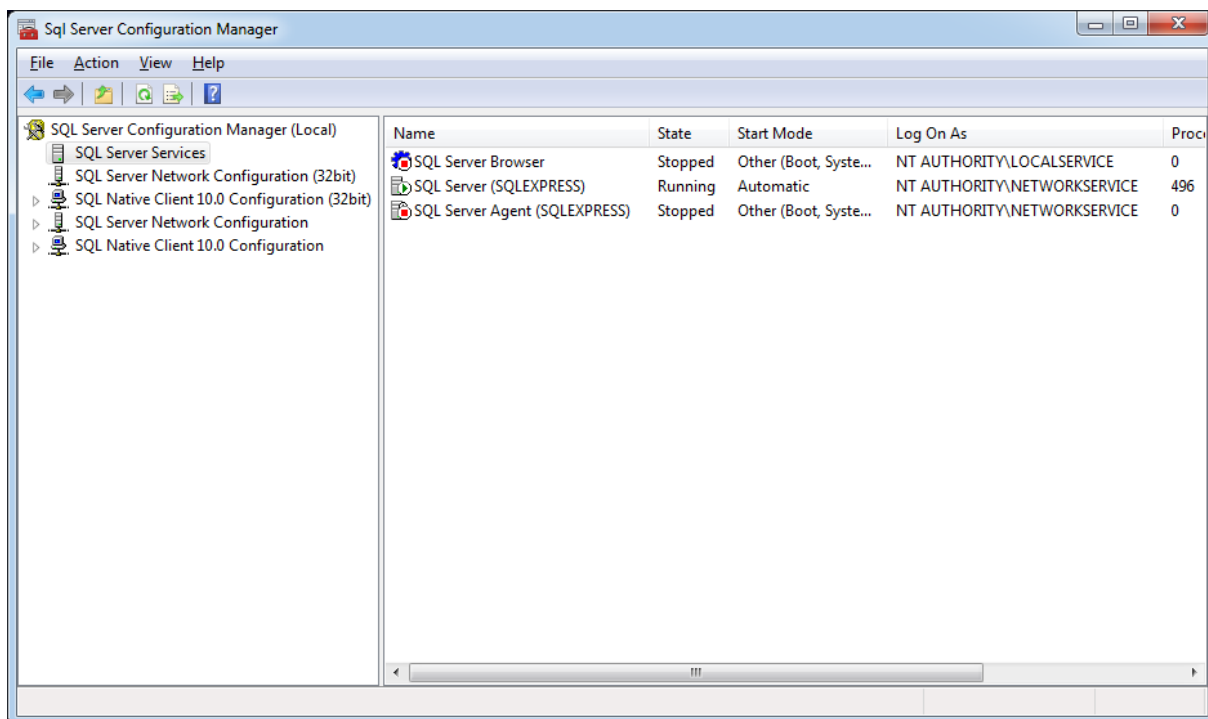 Sql Server Configuration Manager
File Action View Help
SQL Server Configuration Manager (Local)
SQL Server Services
SQL Server Network Configuration (32bit)
SQL Native Client 10.0 Configuration (32bit)
SQL Server Network Configuration
SQL Native Client 10.0 Configuration
Name State Start Mode Log On As
SQL Server Browser Stopped Other (Boot, Syste... NT AUTHORITY\LOCALSERVICE 0
SQL Server (SQLEXPRESS) Running Automatic NT AUTHORITY\NETWORKSERVICE 496
SQL Server Agent (SQLEXPRESS) Stopped Other (Boot, Syste... NT AUTHORITY\NETWORKSERVICE 0